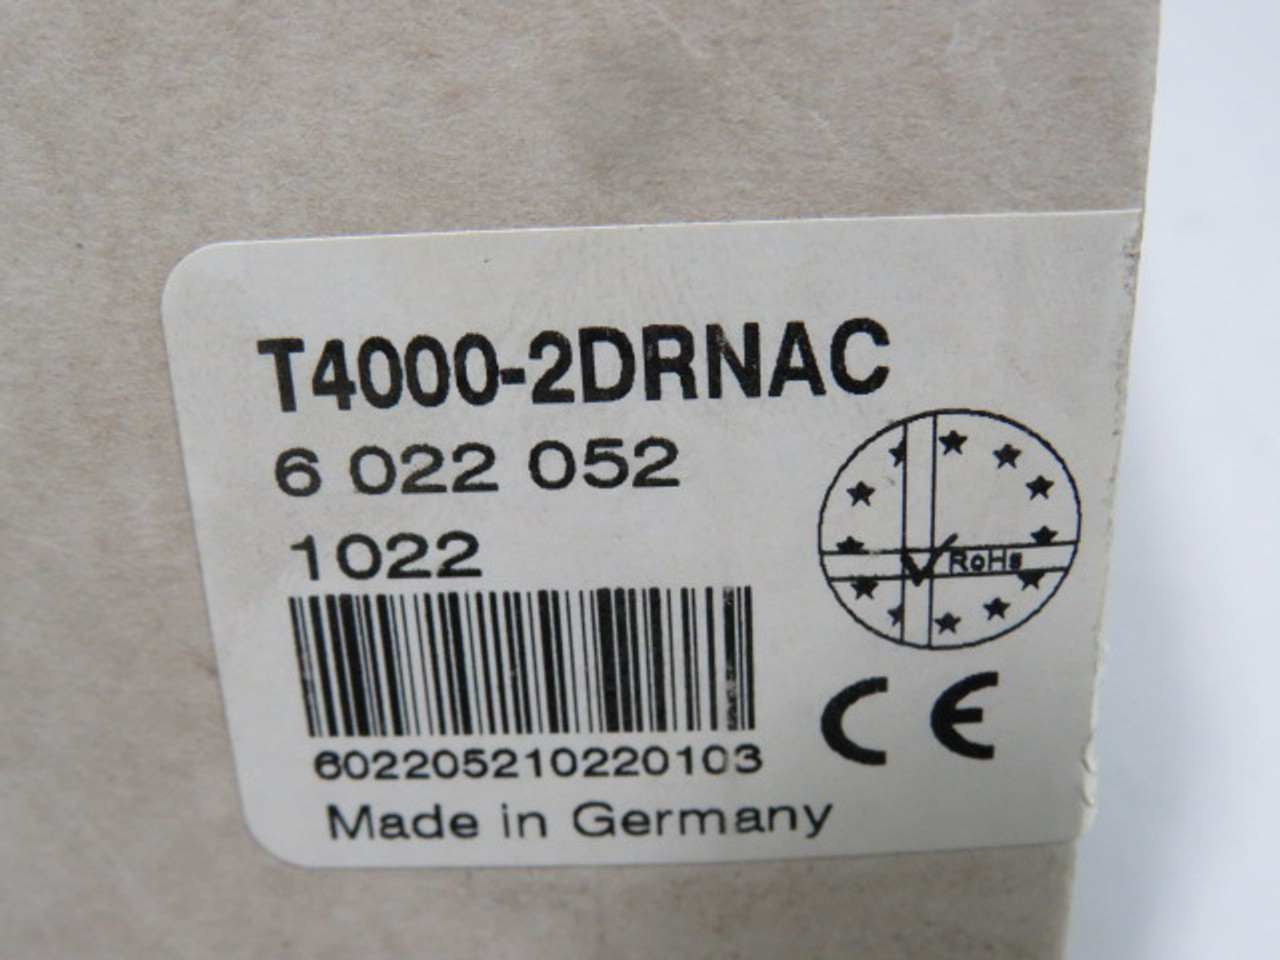 T4000-2DRNAC
6 022 052
1022
RoHs
CE
602205210220103
Made in Germany